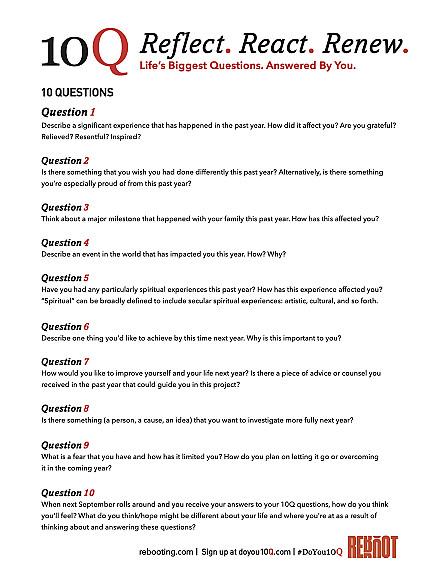 10Q Reflect. React. Renew.
Life's Biggest Questions. Answered By You.
10 QUESTIONS
Question 1
Describe a significant experience that has happened in the past year. How did it affect you? Are you grateful?
Relieved? Resentful? Inspired?
Question 2
Is there something that you wish you had done differently this past year? Alternatively, is there something
you're especially proud of from this past year?
Question 3
Think about a major milestone that happened with your family this past year. How has this affected you?
Question 4
Describe an event in the world that has impacted you this year. How? Why?
Question 5
Have you had any particularly spiritual experiences this past year? How has this experience affected you?
"Spiritual" can be broadly defined to include secular spiritual experiences: artistic, cultural, and so forth.
Question 6
Describe one thing you'd like to achieve by this time next year. Why is this important to you?
Question 7
How would you like to improve yourself and your life next year? Is there a piece of advice or counsel you
received in the past year that could guide you in this project?
Question 8
Is there something (a person, a cause, an idea) that you want to investigate more fully next year?
Question 9
What is a fear that you have and how has it limited you? How do you plan on letting it go or overcoming
it in the coming year?
Question 10
When next September rolls around and you receive your answers to your 10Q questions, how do you think
you'll feel? What do you think/hope might be different about your life and where you're at as a result of
thinking about and answering these questions?
rebooting.com | Sign up at doyou10Q.com | #DoYou10Q REBOOT